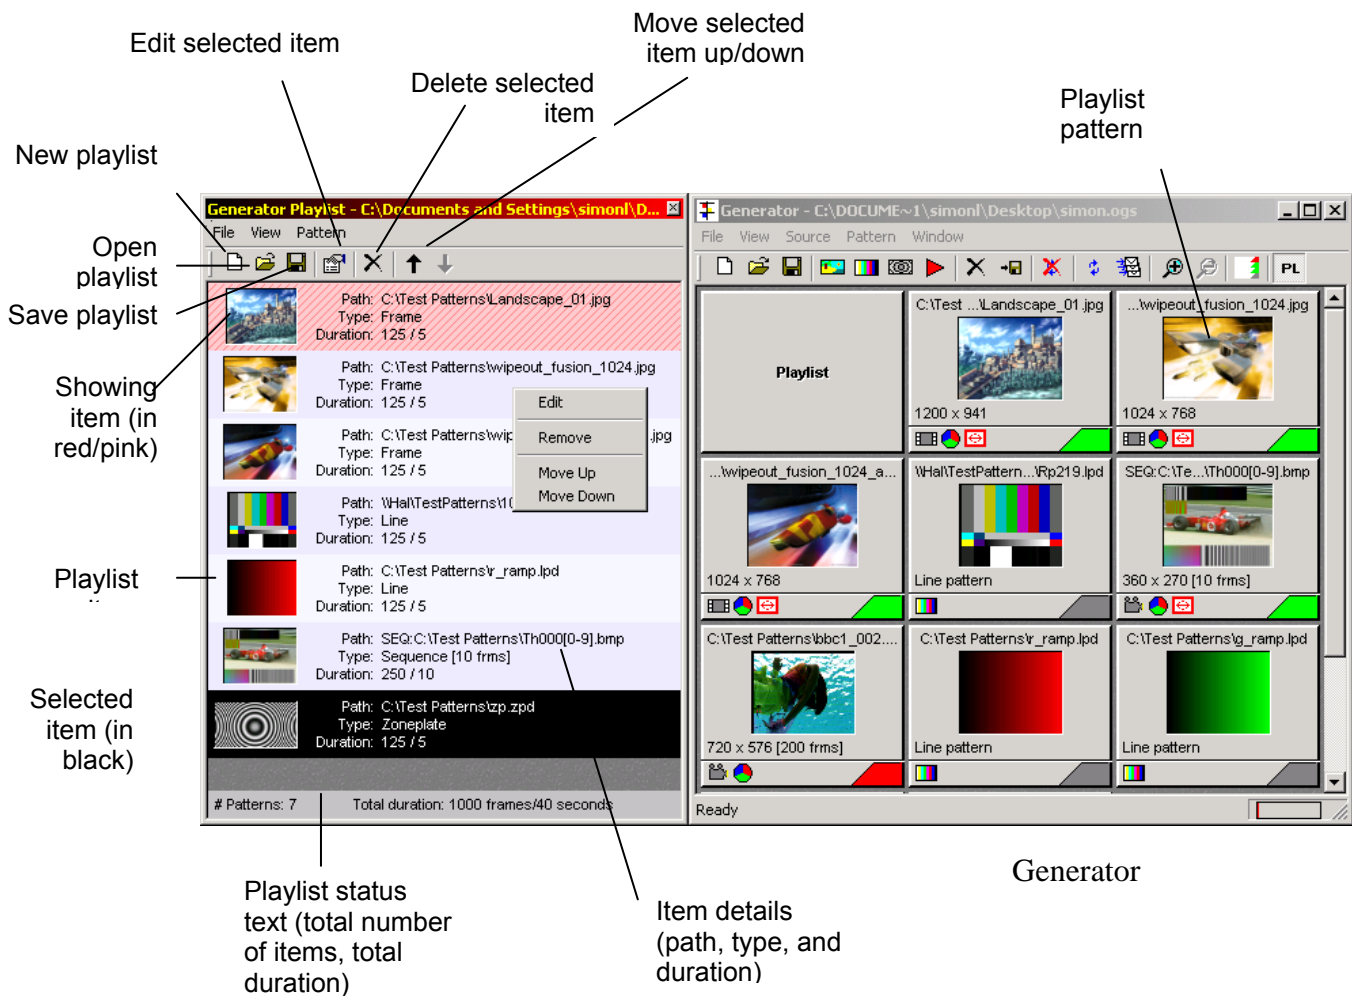 Edit selected item
Move selected
item up/down
Delete selected
item
Playlist
pattern
New playlist
Open
playlist
Save playlist
Showing
item (in
red/pink)
Playlist
Selected
item (in
black)
Generator Playlist - C:\Documents and Settings\simonl\D...
File View Pattern
Path: C:\Test Patterns\Landscape_01.jpg
Type: Frame
Duration: 125 / 5
Path: C:\Test Patterns\wipeout_fusion_1024.jpg
Type: Frame
Duration: 125 / 5
Path: C:\Test Patterns\wip .jpg
Type: Frame
Duration: 125 / 5
Path: \\Hal\TestPatterns\10
Type: Line
Duration: 125 / 5
Path: C:\Test Patterns\r_ramp.lpd
Type: Line
Duration: 125 / 5
Path: SEQ:C:\Test Patterns\Th000[0-9].bmp
Type: Sequence [10 frms]
Duration: 250 / 10
Path: C:\Test Patterns\zp.zpd
Type: Zoneplate
Duration: 125 / 5
Edit
Remove
Move Up
Move Down
# Patterns: 7 Total duration: 1000 frames/40 seconds
Generator - C:\DOCUME~1\simonl\Desktop\simon.ogs
File View Source Pattern Window
PL
Playlist
C:\Test ...\Landscape_01.jpg
1200 x 941
...\wipeout_fusion_1024.jpg
1024 x 768
...\wipeout_fusion_1024_a...
1024 x 768
\\Hal\TestPattern...\Rp219.lpd
Line pattern
SEQ:C:\Te...\Th000[0-9].bmp
360 x 270 [10 frms]
C:\Test Patterns\bbc1_002....
720 x 576 [200 frms]
C:\Test Patterns\r_ramp.lpd
Line pattern
C:\Test Patterns\g_ramp.lpd
Line pattern
Ready
Generator
Playlist status
text (total number
of items, total
duration)
Item details
(path, type, and
duration)